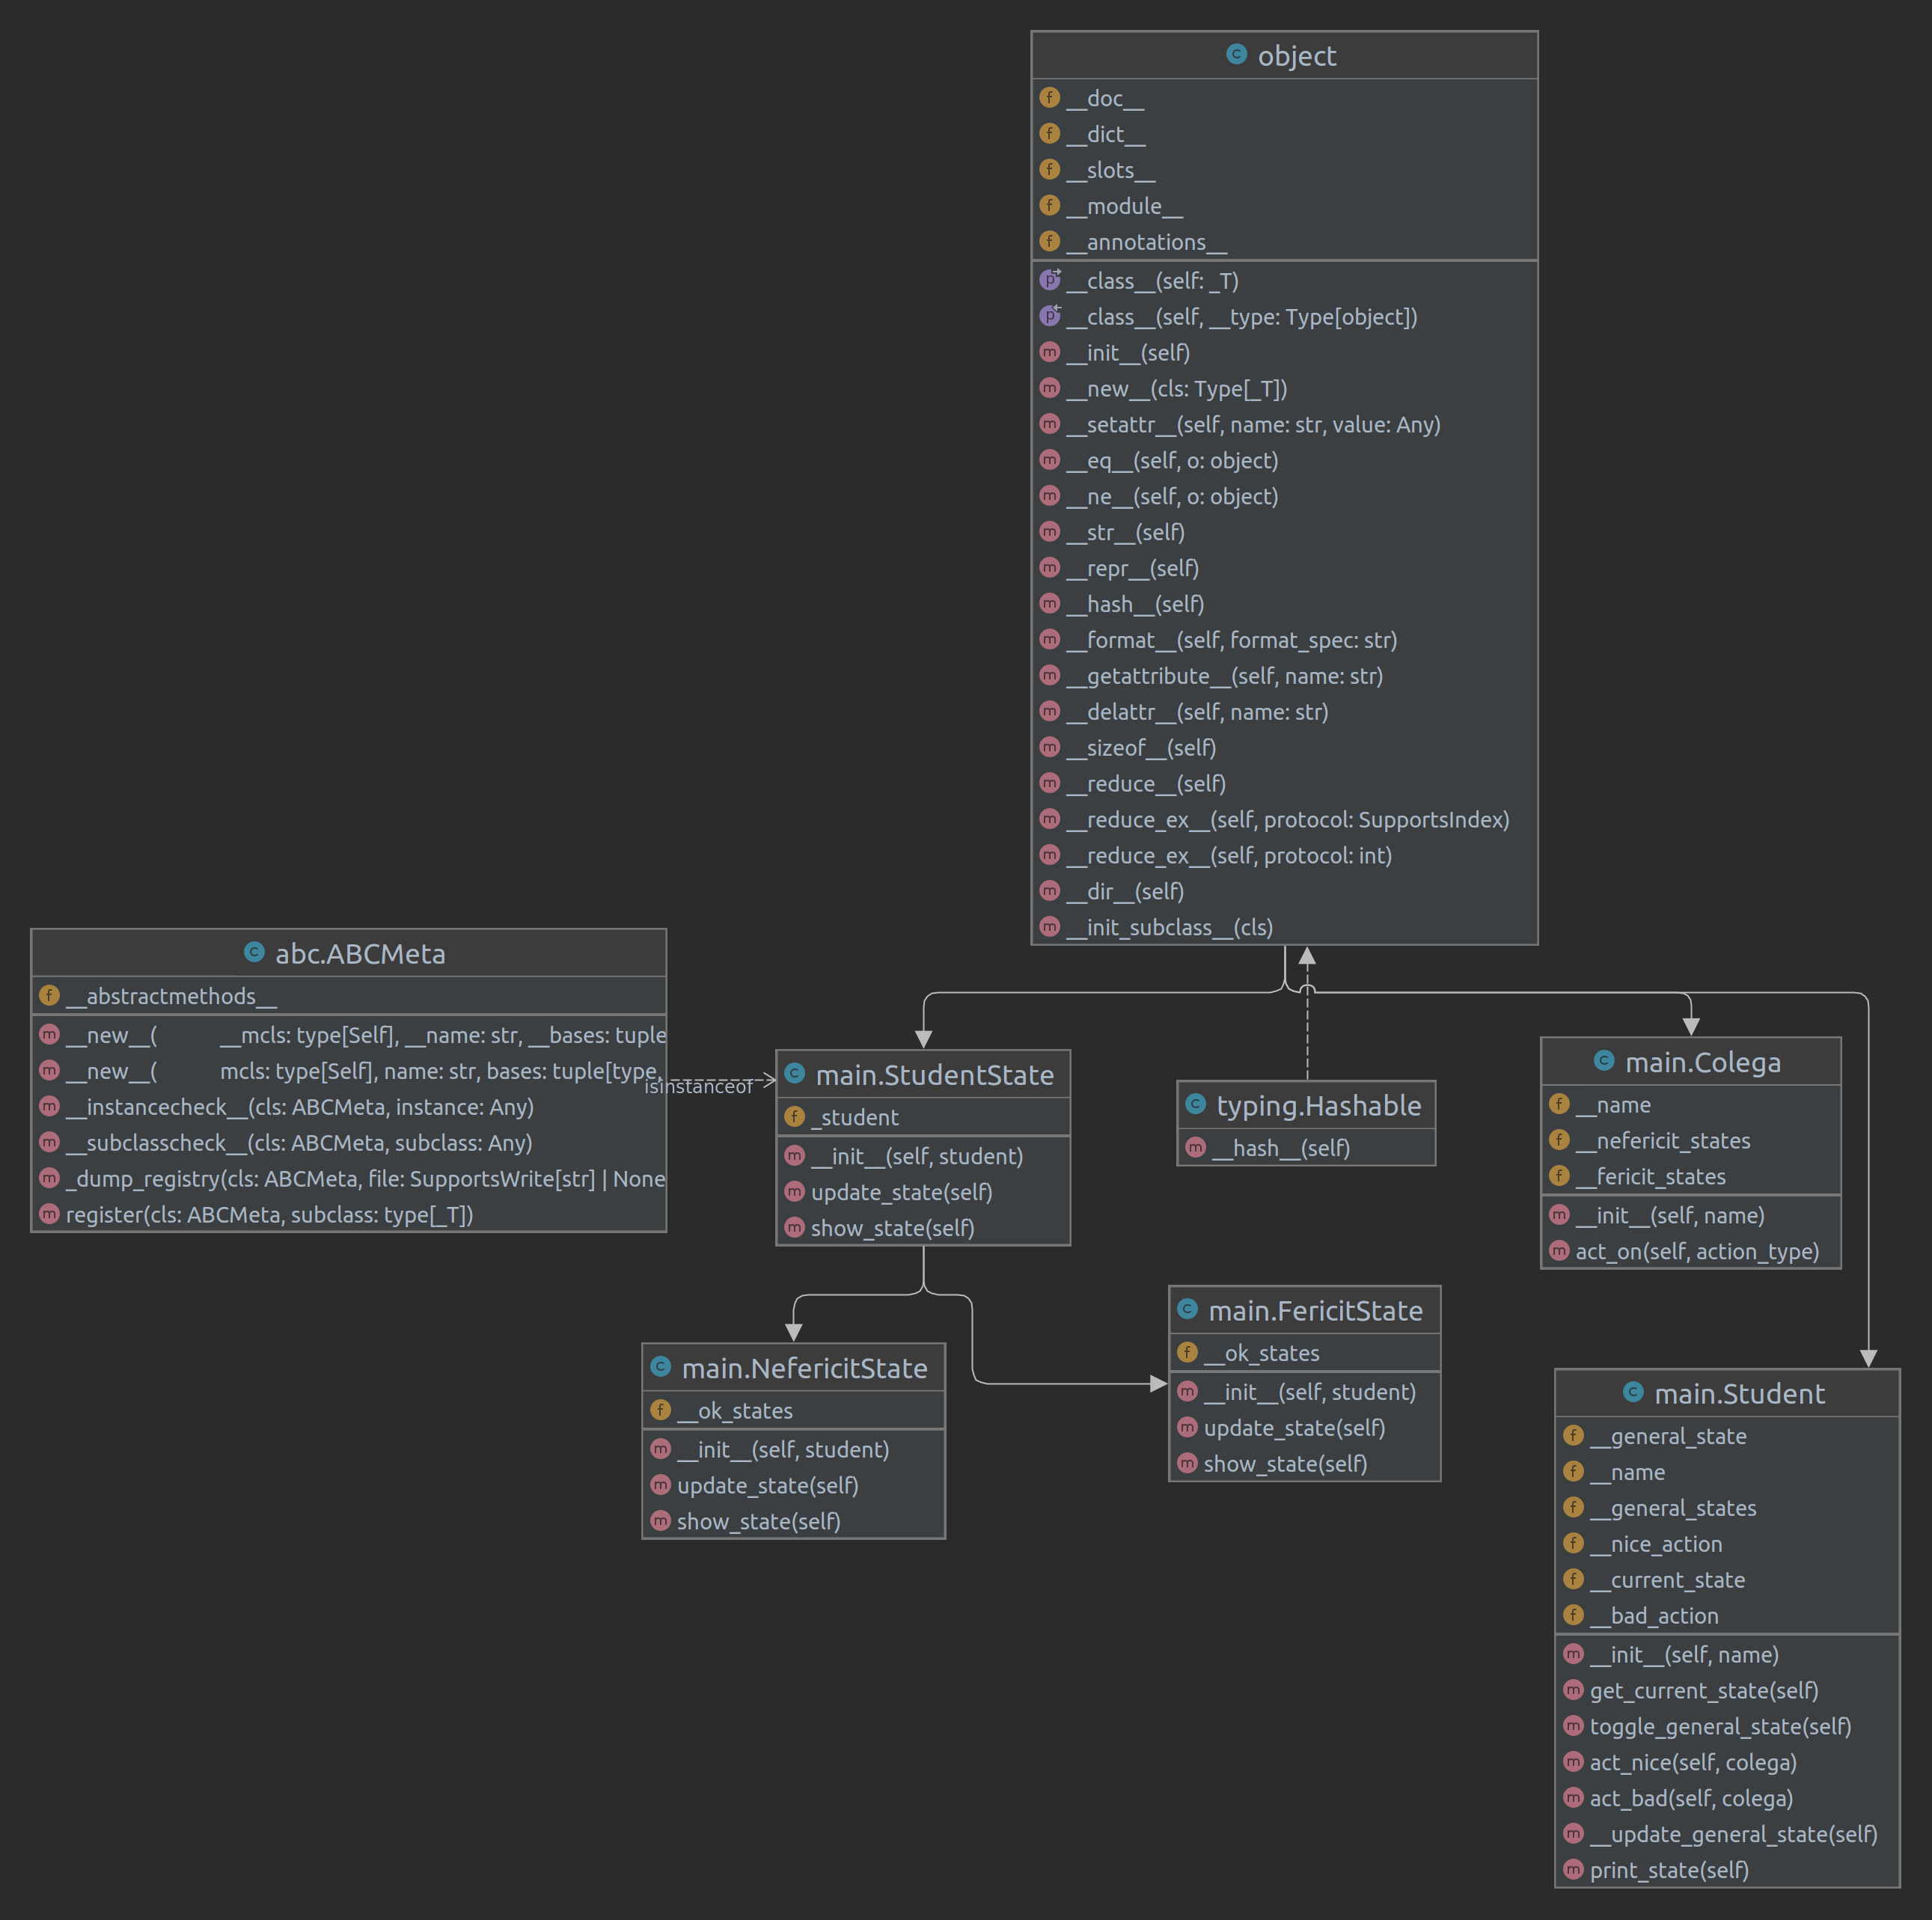 object
__doc__
__dict__
__slots__
__module__
__annotations__
__class__(self: _T)
__class__(self, __type: Type[object])
__init__(self)
__new__(cls: Type[_T])
__setattr__(self, name: str, value: Any)
__eq__(self, o: object)
__ne__(self, o: object)
__str__(self)
__repr__(self)
__hash__(self)
__format__(self, format_spec: str)
__getattribute__(self, name: str)
__delattr__(self, name: str)
__sizeof__(self)
__reduce__(self)
__reduce_ex__(self, protocol: SupportsIndex)
__reduce_ex__(self, protocol: int)
__dir__(self)
__init_subclass__(cls)
abc.ABCMeta
__abstractmethods__
__new__( __mcls: type[Self], __name: str, __bases: tuple
__new__( mcls: type[Self], name: str, bases: tuple[type,
__instancecheck__(cls: ABCMeta, instance: Any)
__subclasscheck__(cls: ABCMeta, subclass: Any)
_dump_registry(cls: ABCMeta, file: SupportsWrite[str] | None
register(cls: ABCMeta, subclass: type[_T])
isinstanceof
main.StudentState
_student
__init__(self, student)
update_state(self)
show_state(self)
typing.Hashable
__hash__(self)
main.Colega
__name
__nefericit_states
__fericit_states
__init__(self, name)
act_on(self, action_type)
main.NefericitState
__ok_states
__init__(self, student)
update_state(self)
show_state(self)
main.FericitState
__ok_states
__init__(self, student)
update_state(self)
show_state(self)
main.Student
__general_state
__name
__general_states
__nice_action
__current_state
__bad_action
__init__(self, name)
get_current_state(self)
toggle_general_state(self)
act_nice(self, colega)
act_bad(self, colega)
__update_general_state(self)
print_state(self)